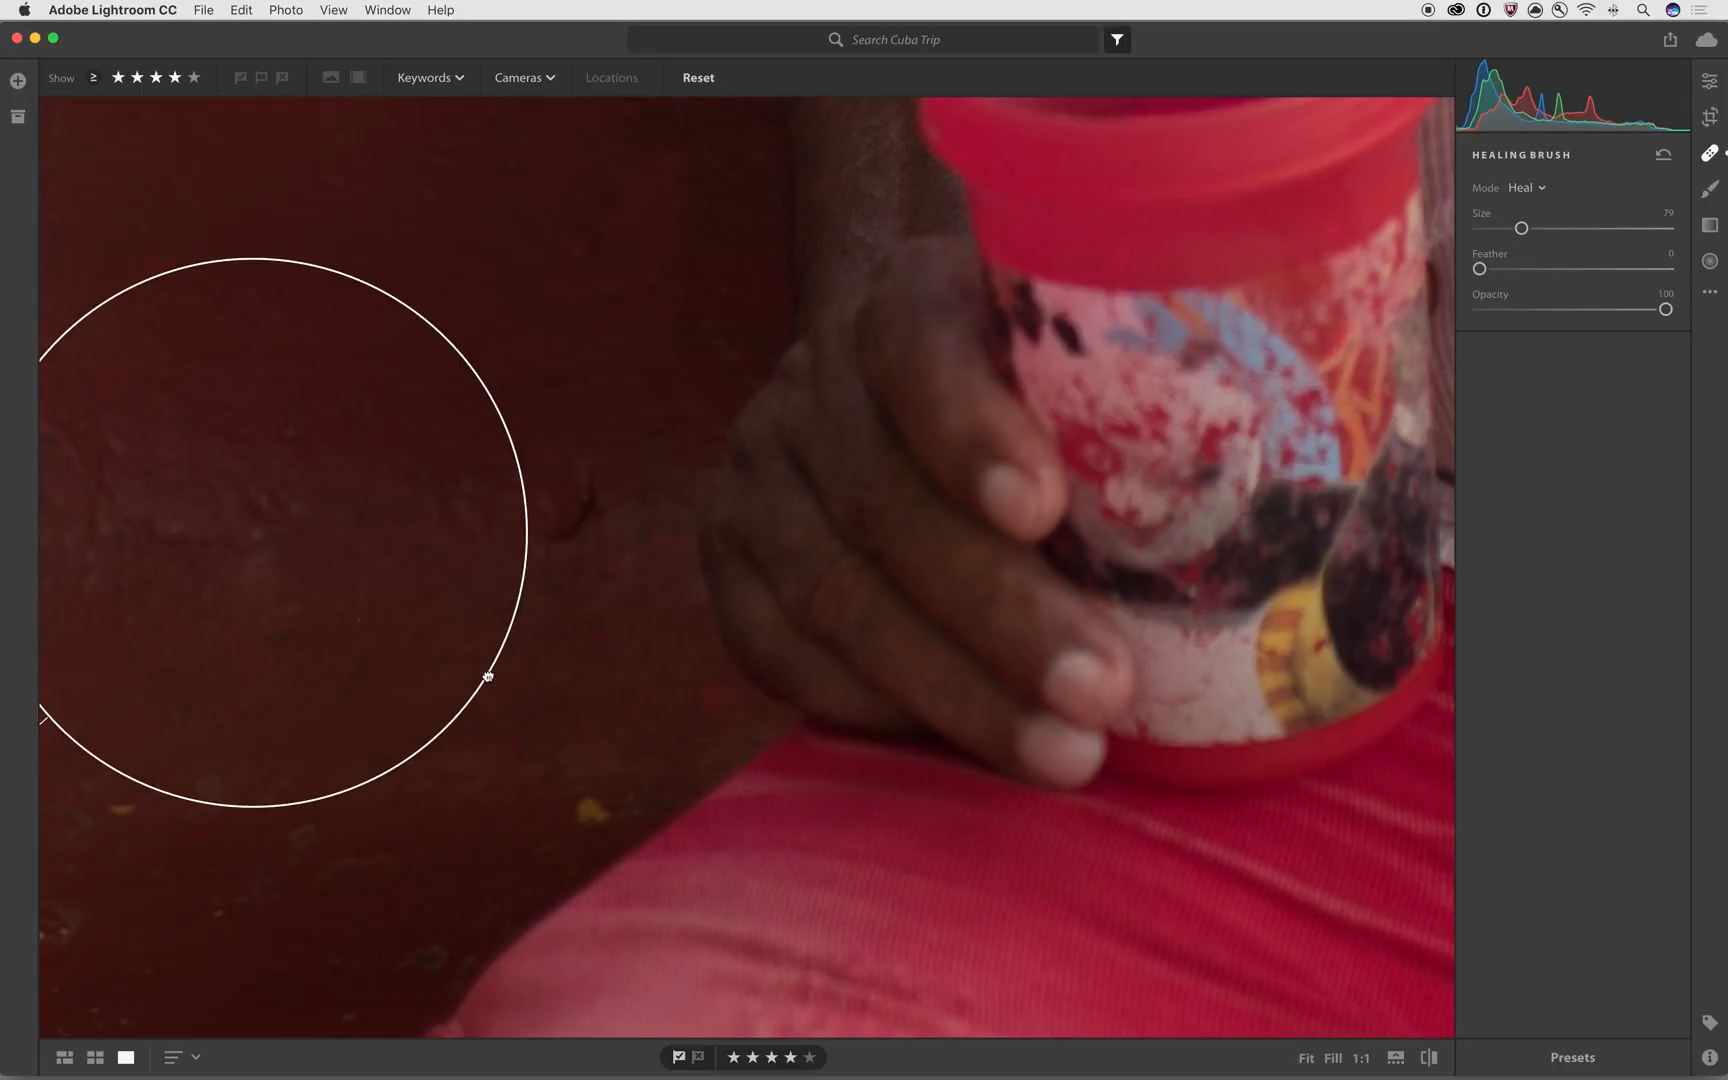 Adobe Lightroom CC File Edit Photo View Window Help
Search Cuba Trip
Show ≥ ★ ★ ★ ★ ★ Keywords Cameras Locations Reset
HEALING BRUSH
Mode Heal
Size 79
Feather 0
Opacity 100
Fit Fill 1:1
Presets